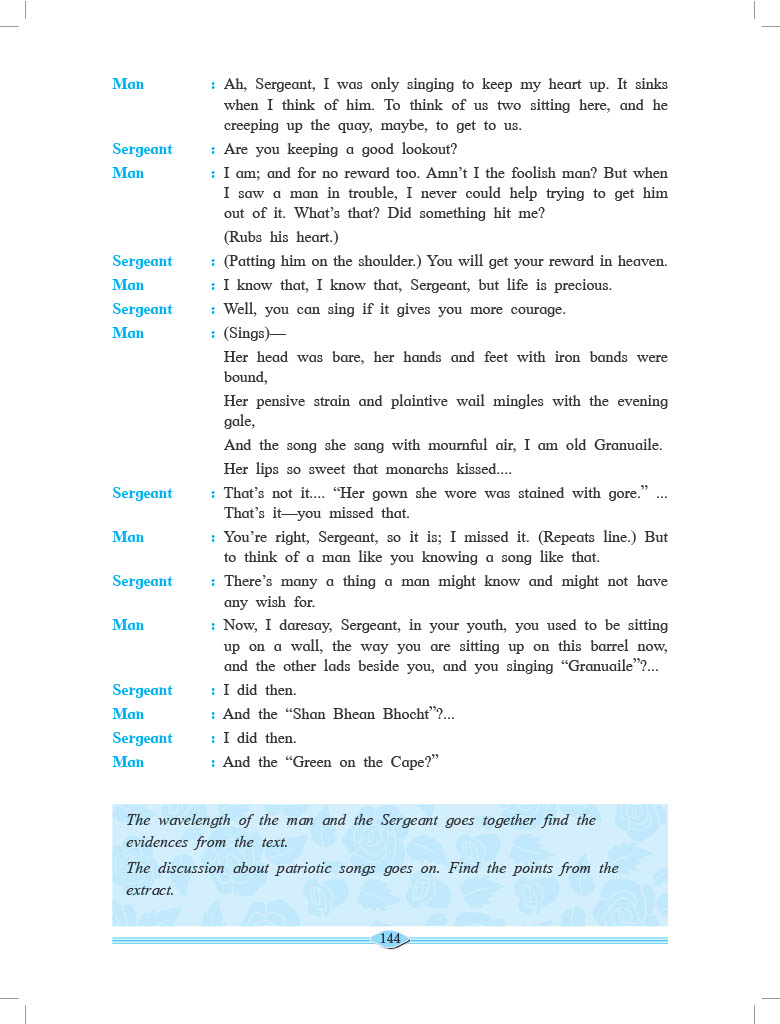 Man : Ah, Sergeant, I was only singing to keep my heart up. It sinks
when I think of him. To think of us two sitting here, and he
creeping up the quay, maybe, to get to us.
Sergeant : Are you keeping a good lookout?
Man : I am; and for no reward too. Amn't I the foolish man? But when
I saw a man in trouble, I never could help trying to get him
out of it. What's that? Did something hit me?
(Rubs his heart.)
Sergeant : (Patting him on the shoulder.) You will get your reward in heaven.
Man : I know that, I know that, Sergeant, but life is precious.
Sergeant : Well, you can sing if it gives you more courage.
Man : (Sings)—
Her head was bare, her hands and feet with iron bands were
bound,
Her pensive strain and plaintive wail mingles with the evening
gale,
And the song she sang with mournful air, I am old Granuaile.
Her lips so sweet that monarchs kissed....
Sergeant : That's not it.... “Her gown she wore was stained with gore.” ...
That's it—you missed that.
Man : You're right, Sergeant, so it is; I missed it. (Repeats line.) But
to think of a man like you knowing a song like that.
Sergeant : There's many a thing a man might know and might not have
any wish for.
Man : Now, I daresay, Sergeant, in your youth, you used to be sitting
up on a wall, the way you are sitting up on this barrel now,
and the other lads beside you, and you singing “Granuaile”?...
Sergeant : I did then.
Man : And the “Shan Bhean Bhocht”?...
Sergeant : I did then.
Man : And the “Green on the Cape?”
The wavelength of the man and the Sergeant goes together find the
evidences from the text.
The discussion about patriotic songs goes on. Find the points from the
extract.
144